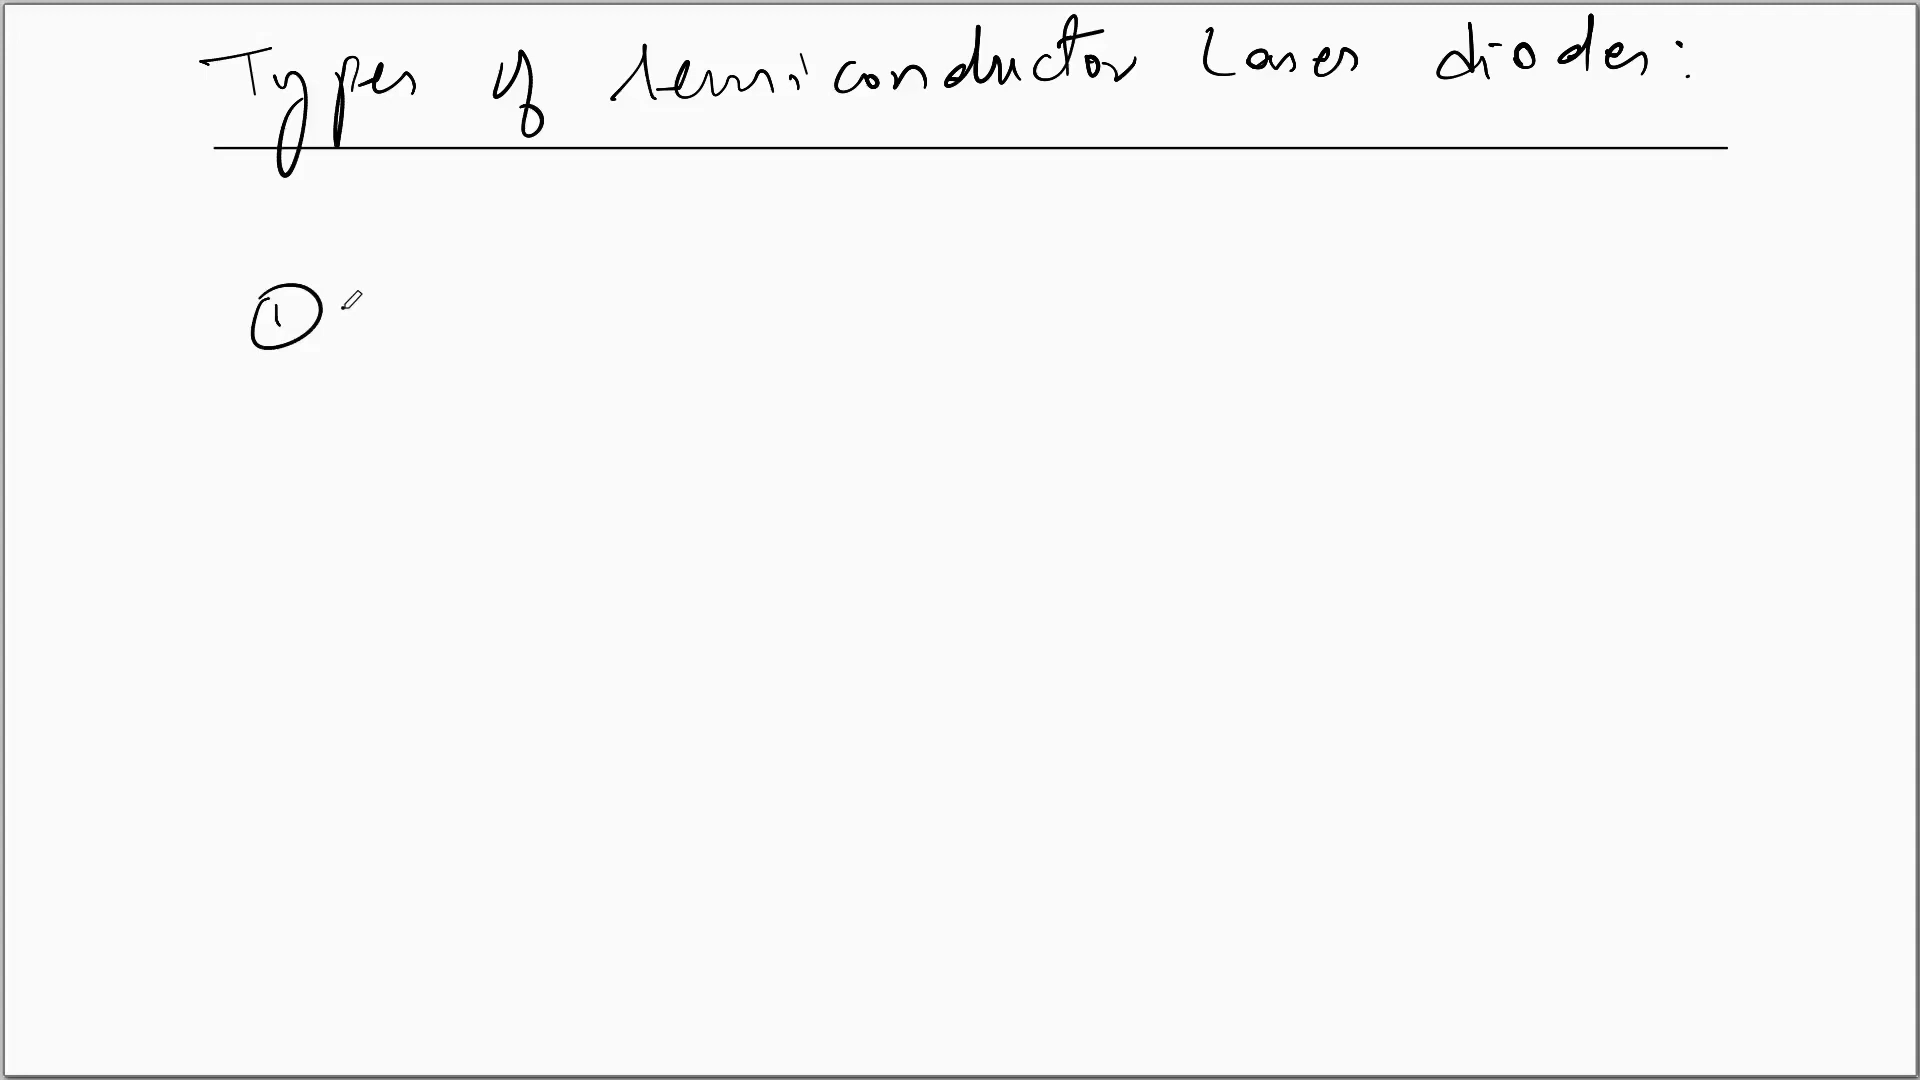 Types of semiconductor Laser diodes:
①